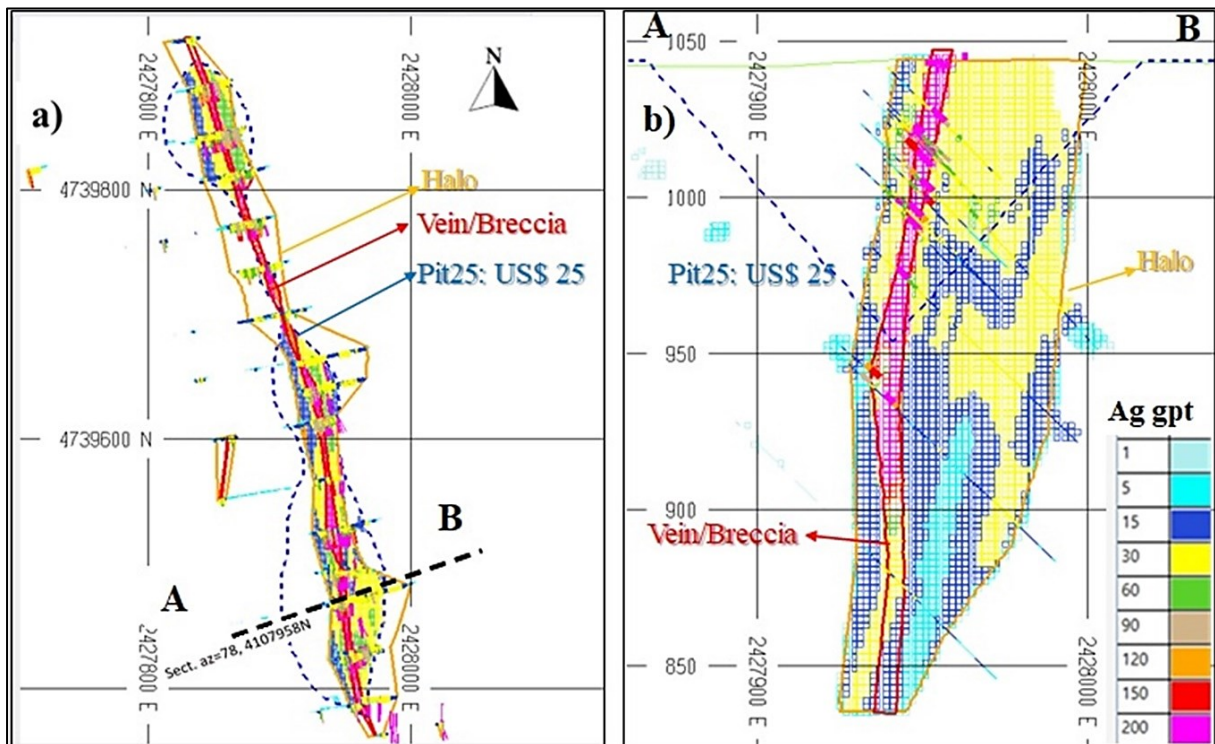 a)
2427800 E
2428000 E
N
4739800 N
Halo
Vein/Breccia
Pit25: US$ 25
4739600 N
B
A
Sect. az=78, 4107958N
2427800 E
2428000 E
A
B
1050
2427900 E
2428000 E
b)
1000
Pit25: US$ 25
Halo
950
900
Vein/Breccia
850
2427900 E
2428000 E
Ag gpt
1
5
15
30
60
90
120
150
200